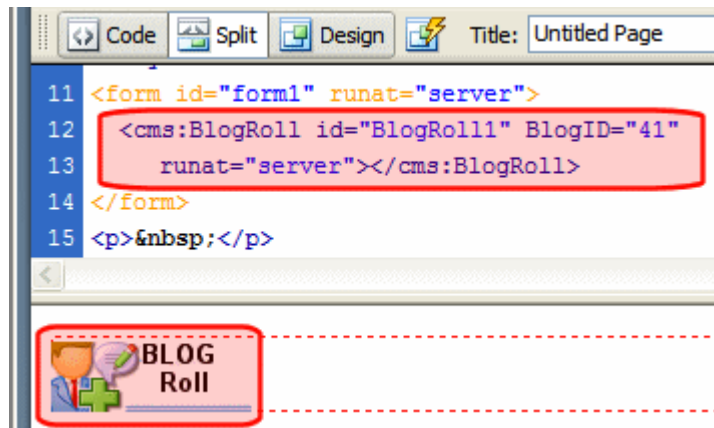 Code Split Design Title: Untitled Page
11 <form id="form1" runat="server">
12 <cms:BlogRoll id="BlogRoll1" BlogID="41"
13 runat="server"></cms:BlogRoll>
14 </form>
15 <p>&nbsp;</p>
BLOG
Roll